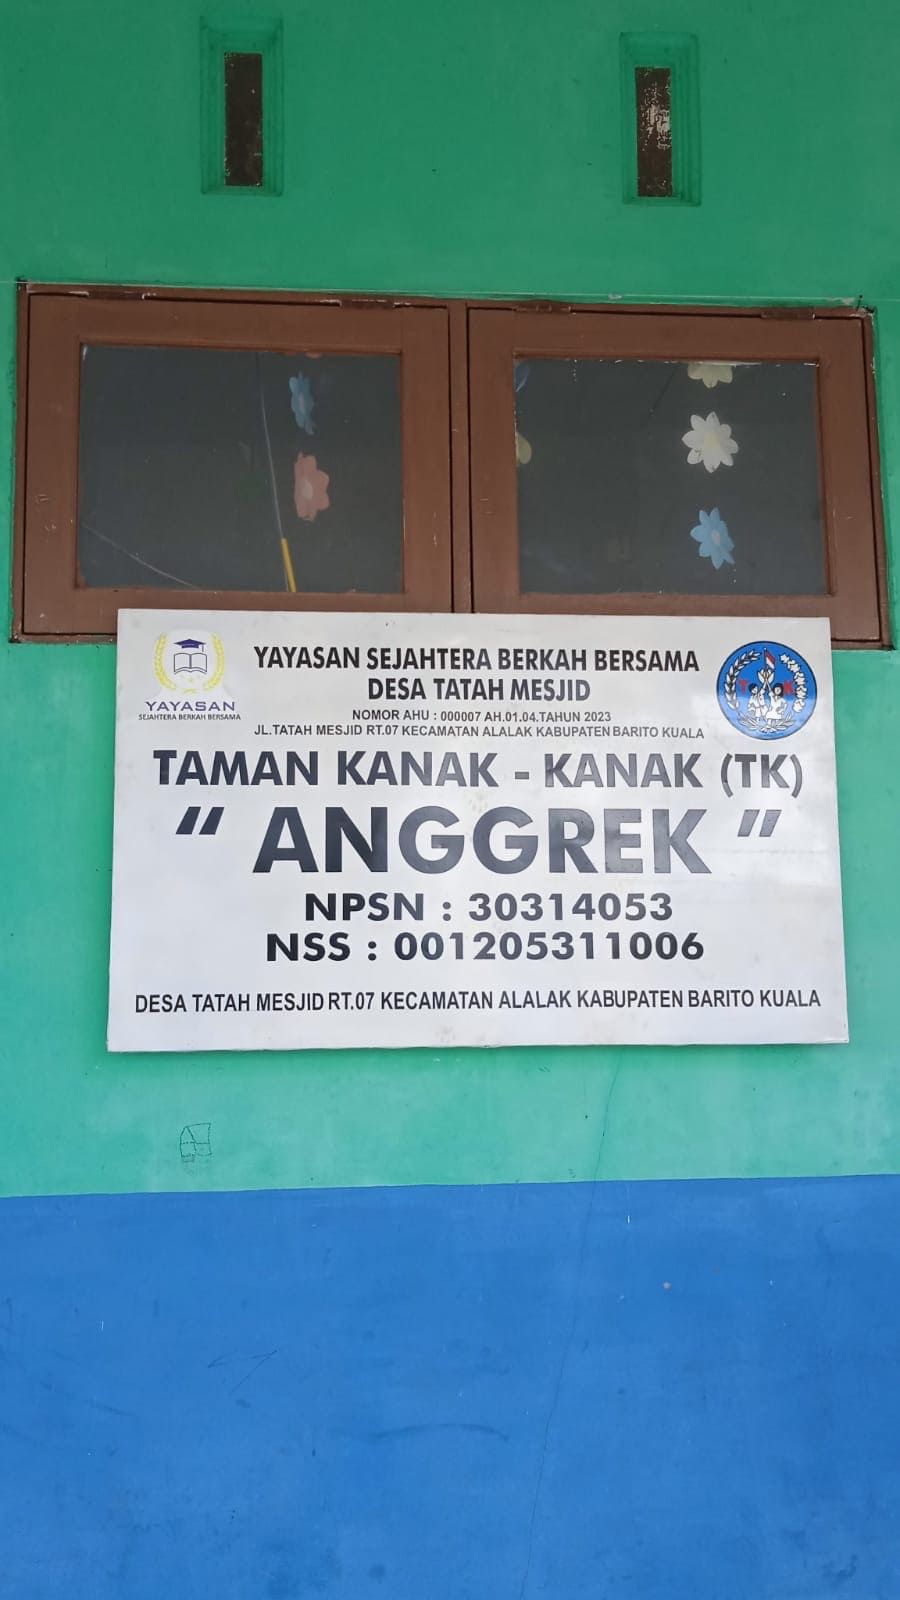 YAYASAN
SEJAHTERA BERKAH BERSAMA
YAYASAN SEJAHTERA BERKAH BERSAMA
DESA TATAH MESJID
NOMOR AHU : 000007 AH.01.04.TAHUN 2023
JL.TATAH MESJID RT.07 KECAMATAN ALALAK KABUPATEN BARITO KUALA
T K
TAMAN KANAK - KANAK (TK)
" ANGGREK "
NPSN : 30314053
NSS : 001205311006
DESA TATAH MESJID RT.07 KECAMATAN ALALAK KABUPATEN BARITO KUALA